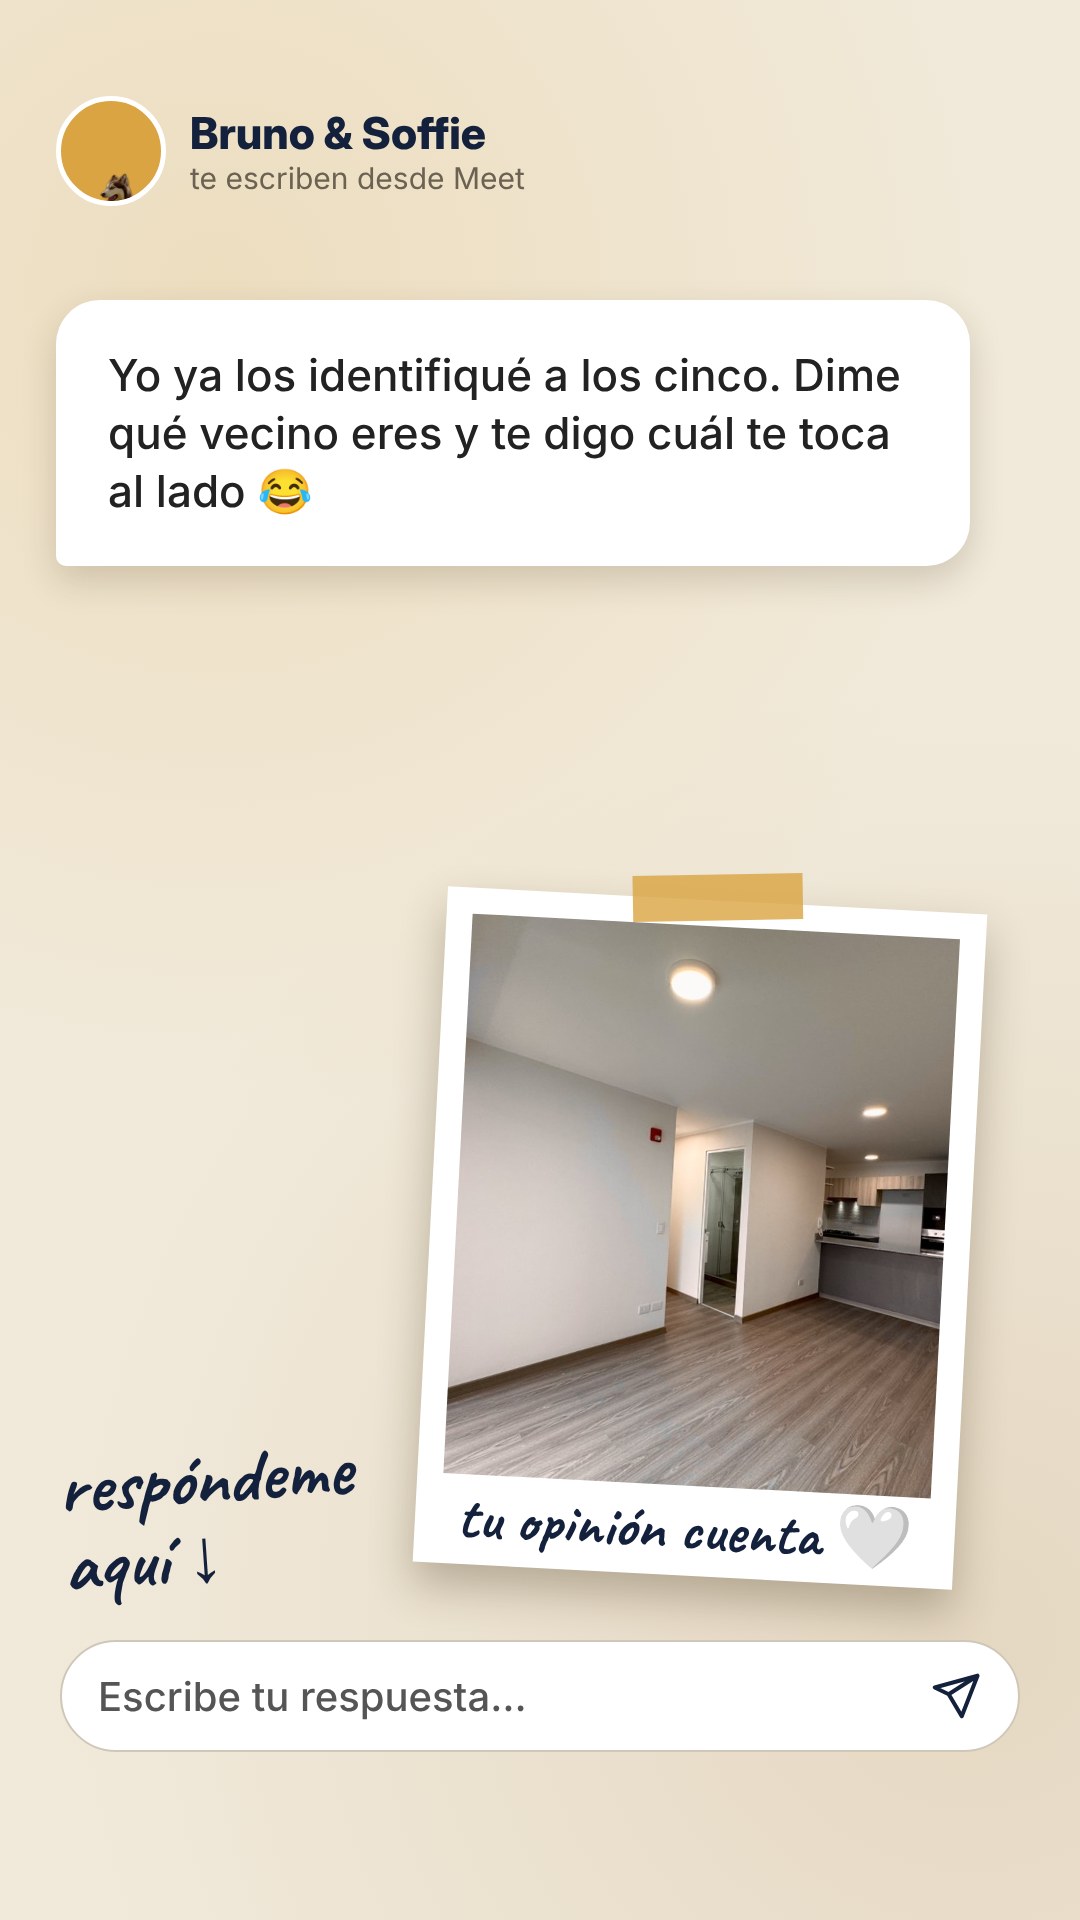 Bruno & Soffie
te escriben desde Meet
Yo ya los identifiqué a los cinco. Dime
qué vecino eres y te digo cuál te toca
al lado 😂
respóndeme
aquí ↓
tu opinión cuenta 🤍
Escribe tu respuesta...